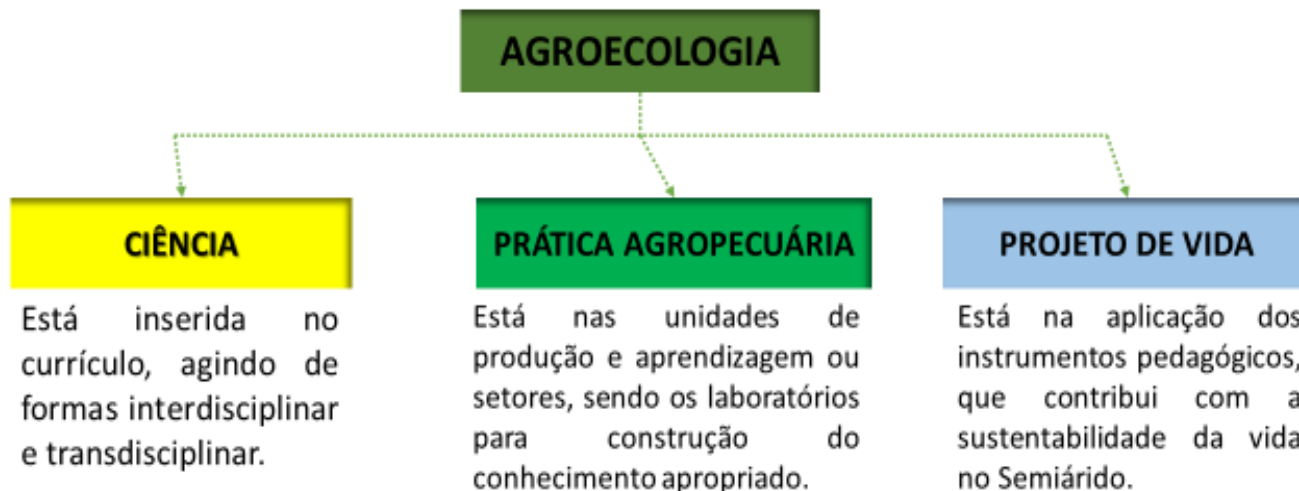 AGROECOLOGIA
CIÊNCIA
Está inserida no
currículo, agindo de
formas interdisciplinar
e transdisciplinar.
PRÁTICA AGROPECUÁRIA
Está nas unidades de
produção e aprendizagem ou
setores, sendo os laboratórios
para construção do
conhecimento apropriado.
PROJETO DE VIDA
Está na aplicação dos
instrumentos pedagógicos,
que contribui com a
sustentabilidade da vida
no Semiárido.